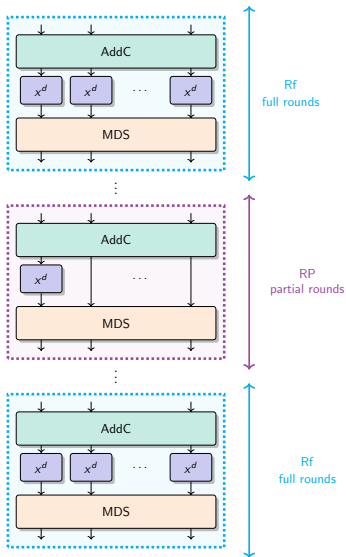 AddC
x^d x^d ... x^d
MDS
Rf
full rounds
⋮
AddC
x^d ...
MDS
RP
partial rounds
⋮
AddC
x^d x^d ... x^d
MDS
Rf
full rounds